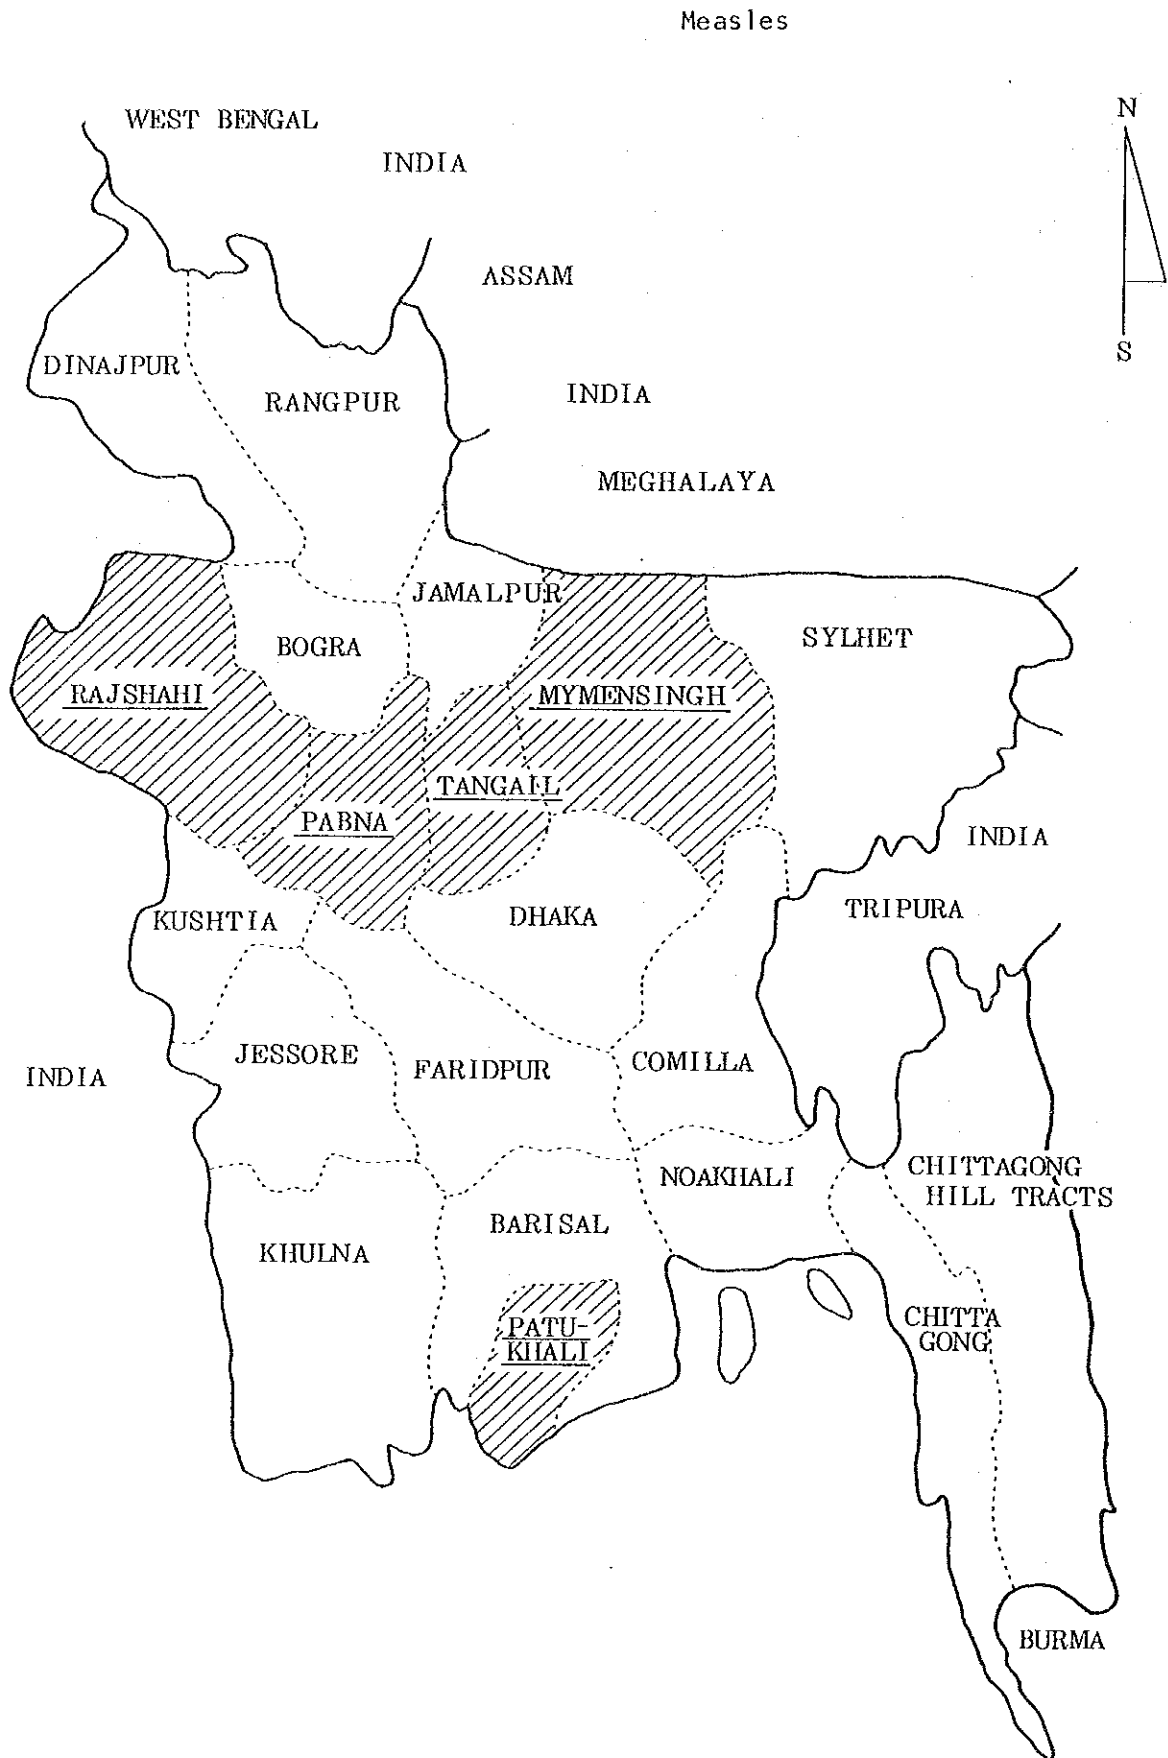 Measles
WEST BENGAL
INDIA
N
ASSAM
S
DINAJPUR
RANGPUR
INDIA
MEGHALAYA
JAMALPUR
BOGRA
SYLHET
RAJSHAHI
MYMENSINGH
TANGAIL
PABNA
INDIA
KUSHTIA
DHAKA
TRIPURA
JESSORE
FARIDPUR
COMILLA
INDIA
NOAKHALI
CHITTAGONG
HILL TRACTS
BARISAL
KHULNA
PATU-
KHALI
CHITTA
GONG
BURMA